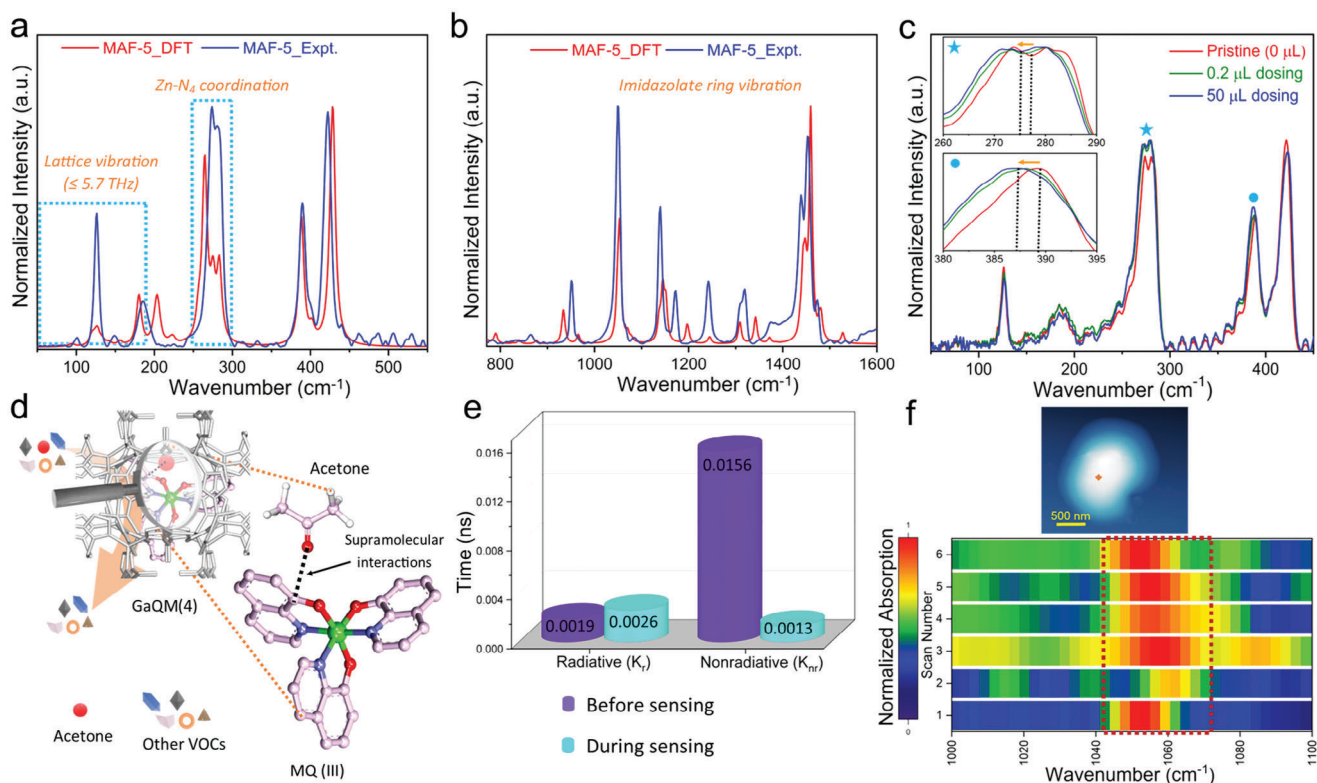 a
MAF-5_DFT
MAF-5_Expt.
Zn-N4 coordination
Lattice vibration
(≤ 5.7 THz)
Normalized Intensity (a.u.)
100 200 300 400 500
Wavenumber (cm-1)
b
MAF-5_DFT
MAF-5_Expt.
Imidazolate ring vibration
Normalized Intensity (a.u.)
800 1000 1200 1400 1600
Wavenumber (cm-1)
c
Pristine (0 μL)
0.2 μL dosing
50 μL dosing
260 270 280 290
380 385 390 395
Normalized Intensity (a.u.)
100 200 300 400
Wavenumber (cm-1)
d
Acetone
Supramolecular
interactions
GaQM(4)
Acetone
Other VOCs
MQ (III)
e
Time (ns)
0.016
0.012
0.008
0.004
0.000
0.0019
0.0026
0.0156
0.0013
Radiative (Kr)
Nonradiative (Knr)
Before sensing
During sensing
f
500 nm
Normalized Absorption
1
0
Scan Number
6
5
4
3
2
1
1000 1020 1040 1060 1080 1100
Wavenumber (cm-1)